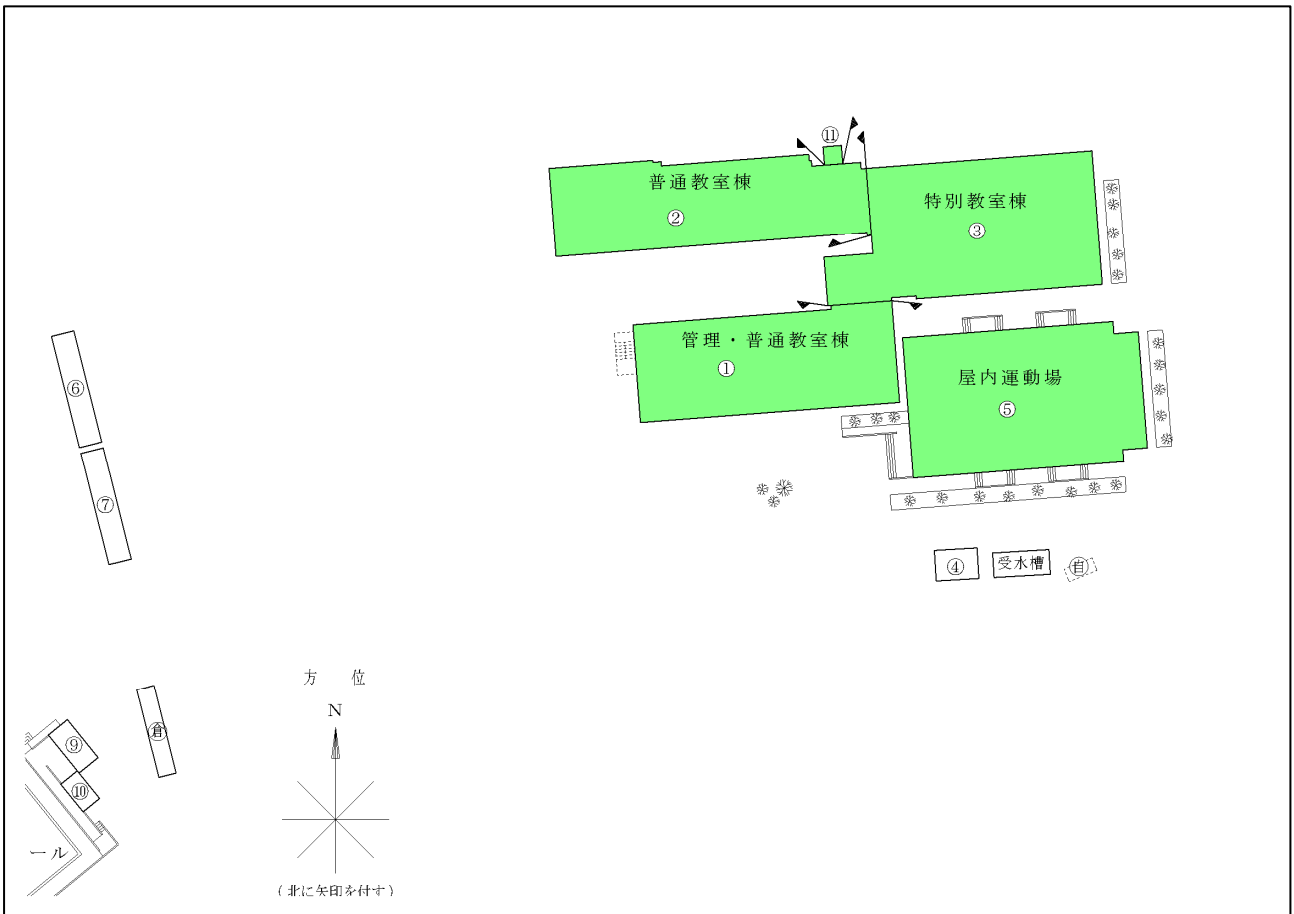 ⑪
普通教室棟
②
特別教室棟
③
管理・普通教室棟
①
屋内運動場
⑤
⑥
⑦
④
受水槽
自
方　位
N
倉
⑨
⑩
ール
(北に矢印を付す)